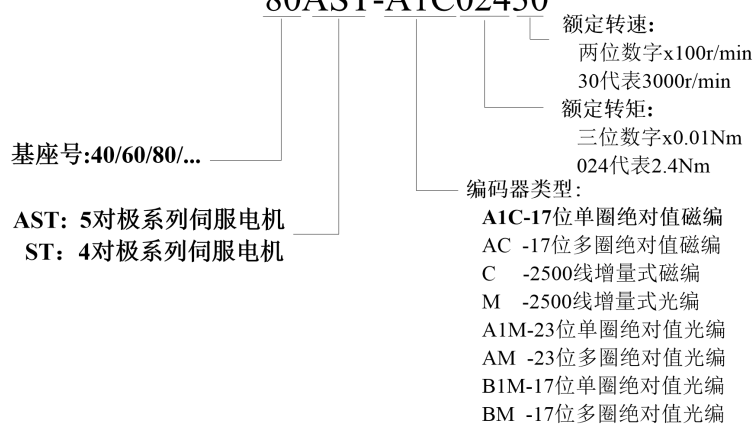 80AST-A1C02430
额定转速:
两位数字x100r/min
30代表3000r/min
额定转矩:
三位数字x0.01Nm
024代表2.4Nm
基座号:40/60/80/...
编码器类型:
A1C-17位单圈绝对值磁编
AC -17位多圈绝对值磁编
C -2500线增量式磁编
M -2500线增量式光编
A1M-23位单圈绝对值光编
AM -23位多圈绝对值光编
B1M-17位单圈绝对值光编
BM -17位多圈绝对值光编
AST: 5对极系列伺服电机
ST: 4对极系列伺服电机